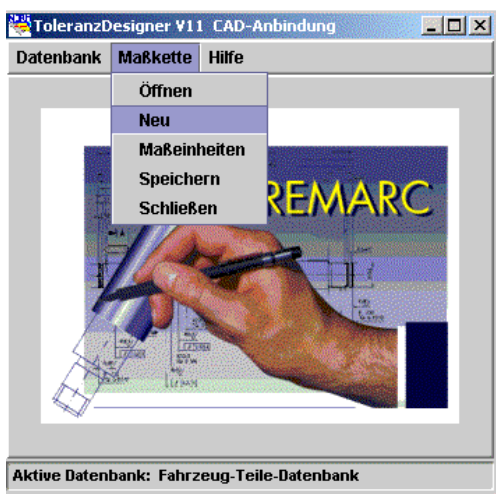 ToleranzDesigner V11 CAD-Anbindung
Datenbank Maßkette Hilfe
Öffnen
Neu
Maßeinheiten
Speichern
Schließen
REMARC
Aktive Datenbank: Fahrzeug-Teile-Datenbank